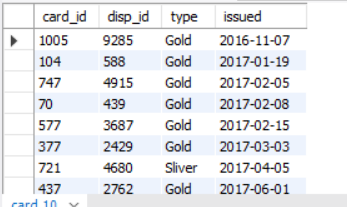 card_id disp_id type issued
1005 9285 Gold 2016-11-07
104 588 Gold 2017-01-19
747 4915 Gold 2017-02-05
70 439 Gold 2017-02-08
577 3687 Gold 2017-02-15
377 2429 Gold 2017-03-03
721 4680 Sliver 2017-04-05
437 2762 Gold 2017-06-01
card 10